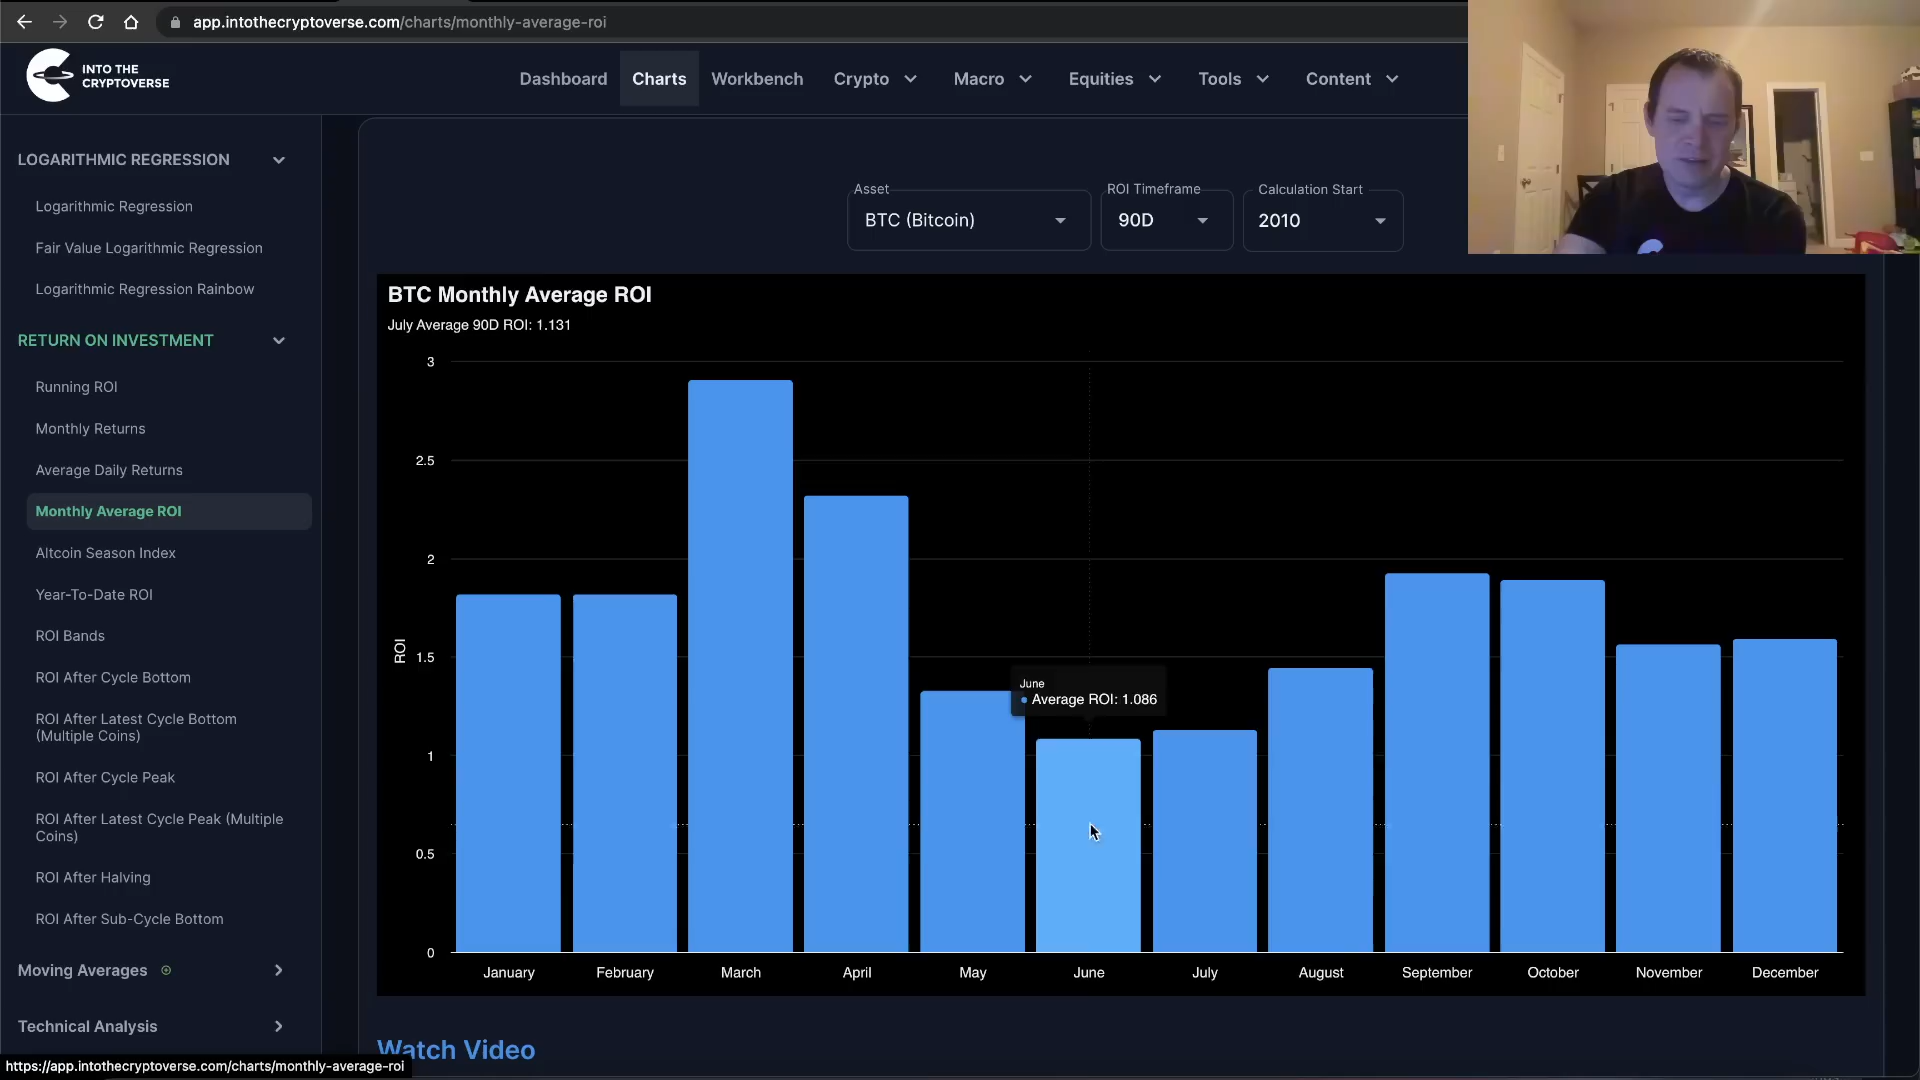 app.intothecryptoverse.com/charts/monthly-average-roi
INTO THE
CRYPTOVERSE
Dashboard
Charts
Workbench
Crypto
Macro
Equities
Tools
Content
LOGARITHMIC REGRESSION
Logarithmic Regression
Fair Value Logarithmic Regression
Logarithmic Regression Rainbow
RETURN ON INVESTMENT
Running ROI
Monthly Returns
Average Daily Returns
Monthly Average ROI
Altcoin Season Index
Year-To-Date ROI
ROI Bands
ROI After Cycle Bottom
ROI After Latest Cycle Bottom
(Multiple Coins)
ROI After Cycle Peak
ROI After Latest Cycle Peak (Multiple
Coins)
ROI After Halving
ROI After Sub-Cycle Bottom
Moving Averages
Technical Analysis
https://app.intothecryptoverse.com/charts/monthly-average-roi
Asset
BTC (Bitcoin)
ROI Timeframe
90D
Calculation Start
2010
BTC Monthly Average ROI
July Average 90D ROI: 1.131
3
2.5
2
1.5
1
0.5
0
ROI
June
Average ROI: 1.086
January
February
March
April
May
June
July
August
September
October
November
December
Watch Video